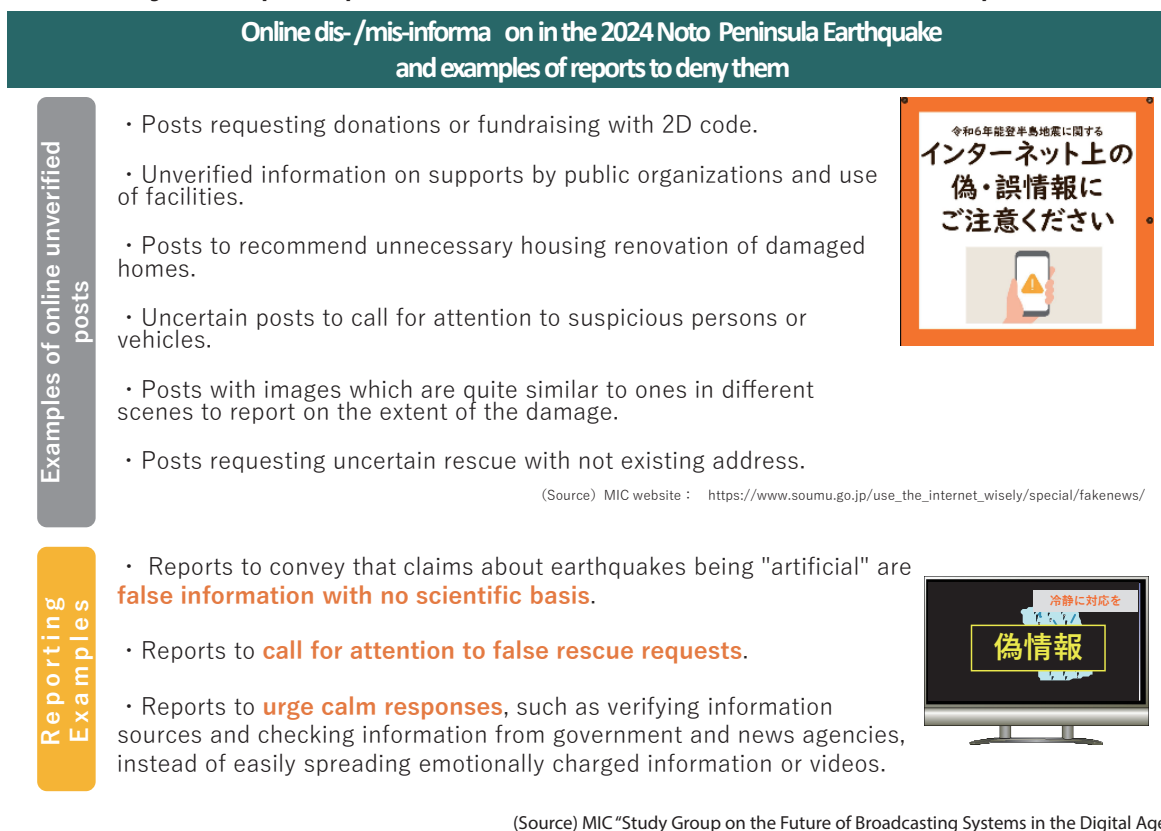 Online dis- /mis-informa on in the 2024 Noto Peninsula Earthquake
and examples of reports to deny them
Examples of online unverified
posts
・Posts requesting donations or fundraising with 2D code.
・Unverified information on supports by public organizations and use
of facilities.
・Posts to recommend unnecessary housing renovation of damaged
homes.
・Uncertain posts to call for attention to suspicious persons or
vehicles.
・Posts with images which are quite similar to ones in different
scenes to report on the extent of the damage.
・Posts requesting uncertain rescue with not existing address.
令和6年能登半島地震に関する
インターネット上の
偽・誤情報に
ご注意ください
(Source) MIC website： https://www.soumu.go.jp/use_the_internet_wisely/special/fakenews/
Reporting
Examples
・ Reports to convey that claims about earthquakes being "artificial" are
false information with no scientific basis.
・Reports to call for attention to false rescue requests.
・Reports to urge calm responses, such as verifying information
sources and checking information from government and news agencies,
instead of easily spreading emotionally charged information or videos.
冷静に対応を
偽情報
(Source) MIC "Study Group on the Future of Broadcasting Systems in the Digital Age